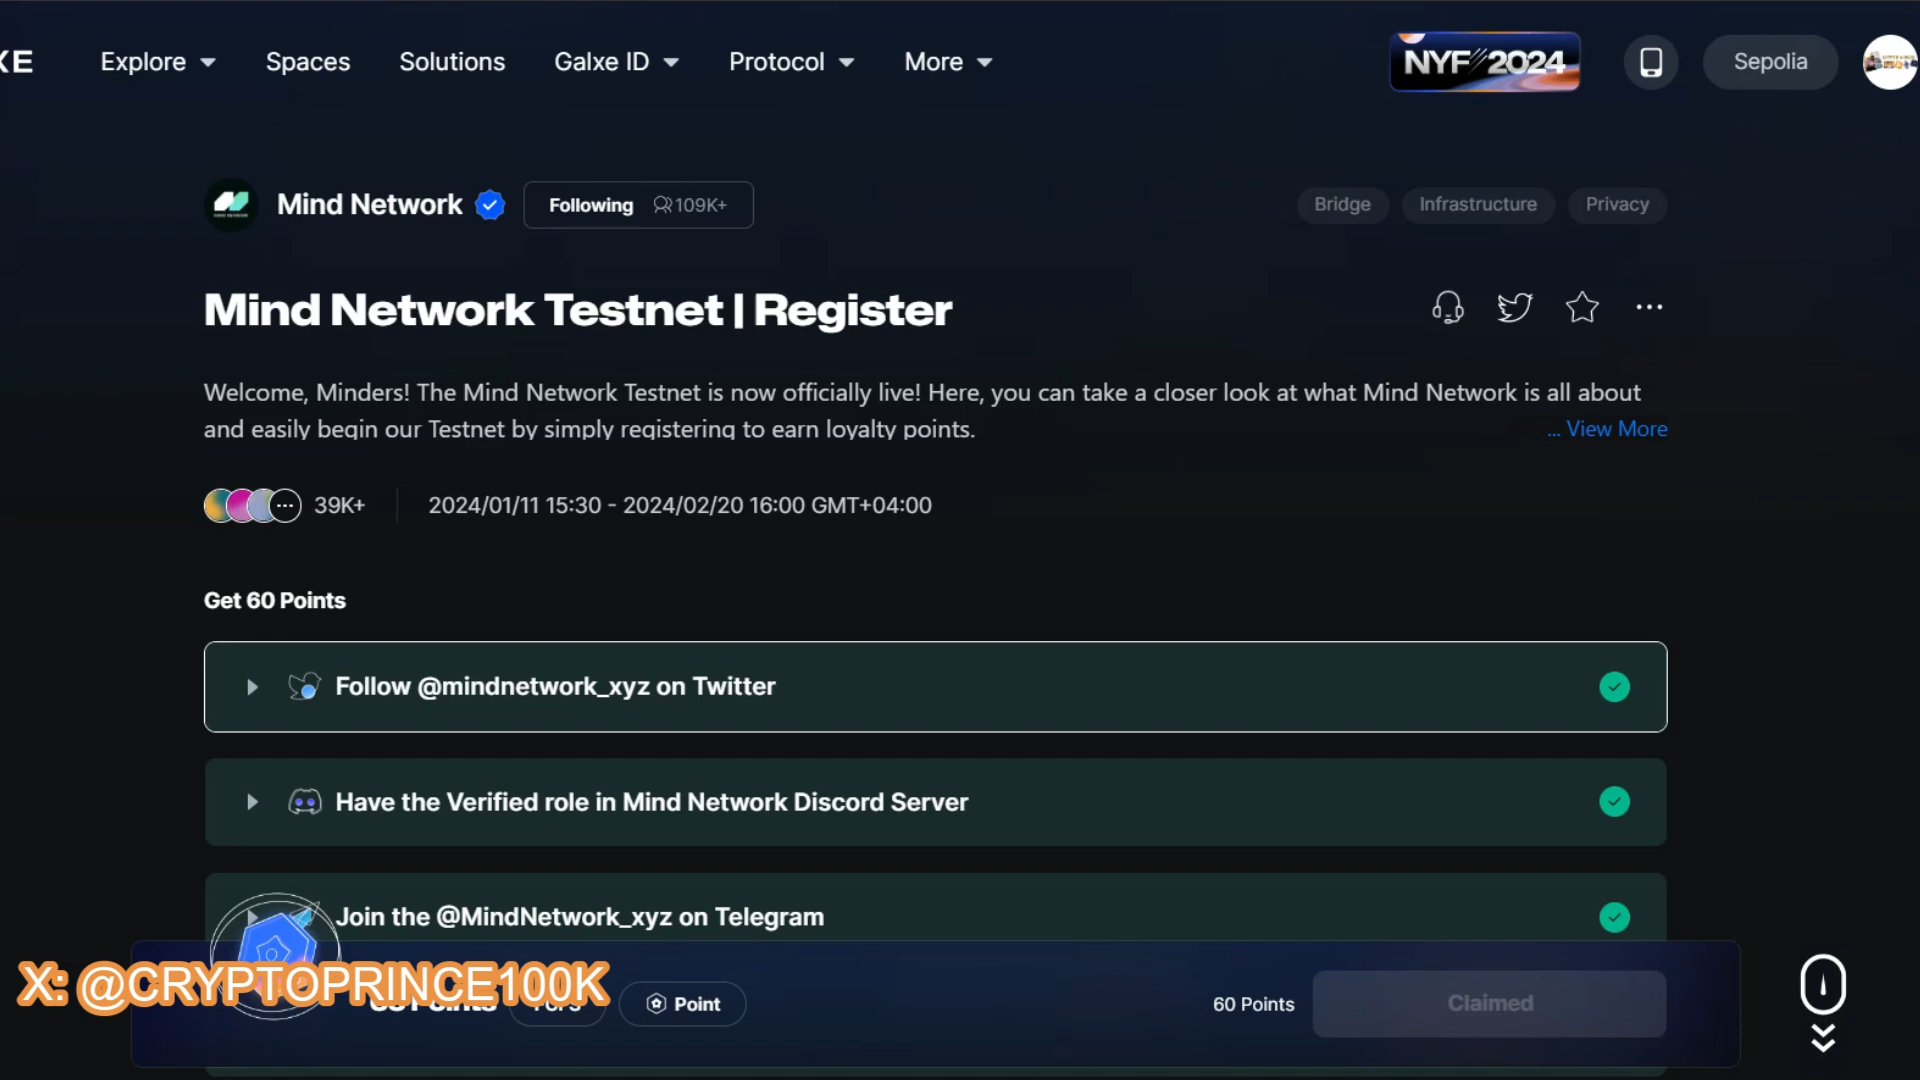 XE
Explore
Spaces
Solutions
Galxe ID
Protocol
More
NYF//2024
Sepolia
Mind Network
Following
109K+
Bridge
Infrastructure
Privacy
Mind Network Testnet | Register
Welcome, Minders! The Mind Network Testnet is now officially live! Here, you can take a closer look at what Mind Network is all about
and easily begin our Testnet by simply registering to earn loyalty points.
... View More
39K+
2024/01/11 15:30 - 2024/02/20 16:00 GMT+04:00
Get 60 Points
Follow @mindnetwork_xyz on Twitter
Have the Verified role in Mind Network Discord Server
Join the @MindNetwork_xyz on Telegram
X: @CRYPTOPRINCE100K
Points
Point
60 Points
Claimed